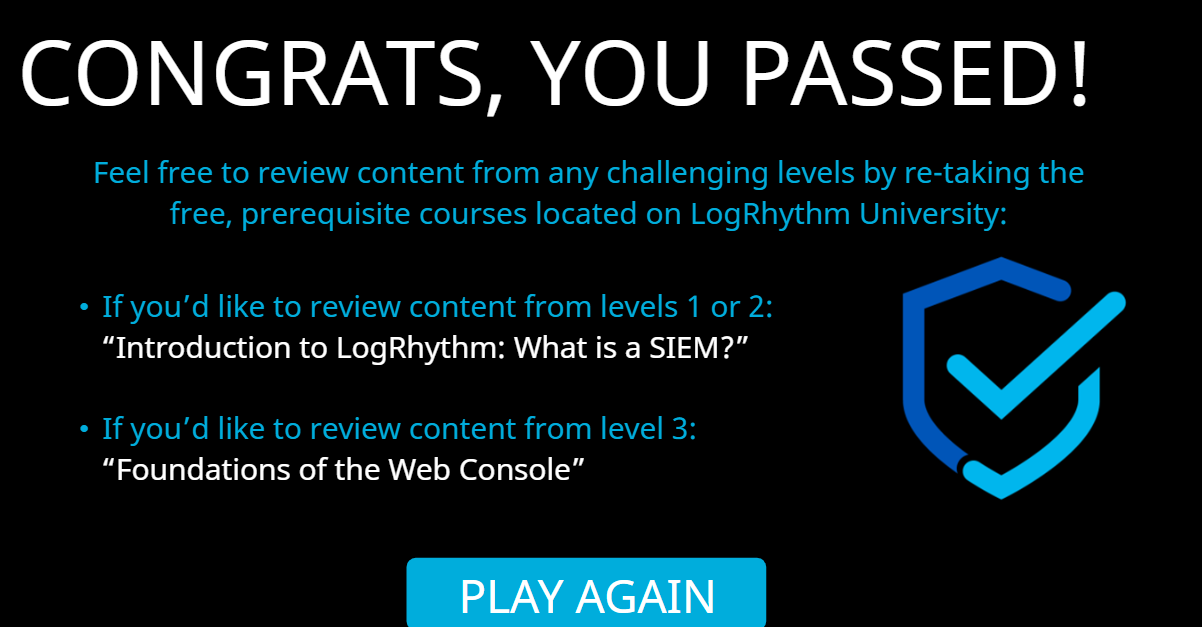 CONGRATS, YOU PASSED!
Feel free to review content from any challenging levels by re-taking the
free, prerequisite courses located on LogRhythm University:
• If you’d like to review content from levels 1 or 2:
“Introduction to LogRhythm: What is a SIEM?”
• If you’d like to review content from level 3:
“Foundations of the Web Console”
PLAY AGAIN